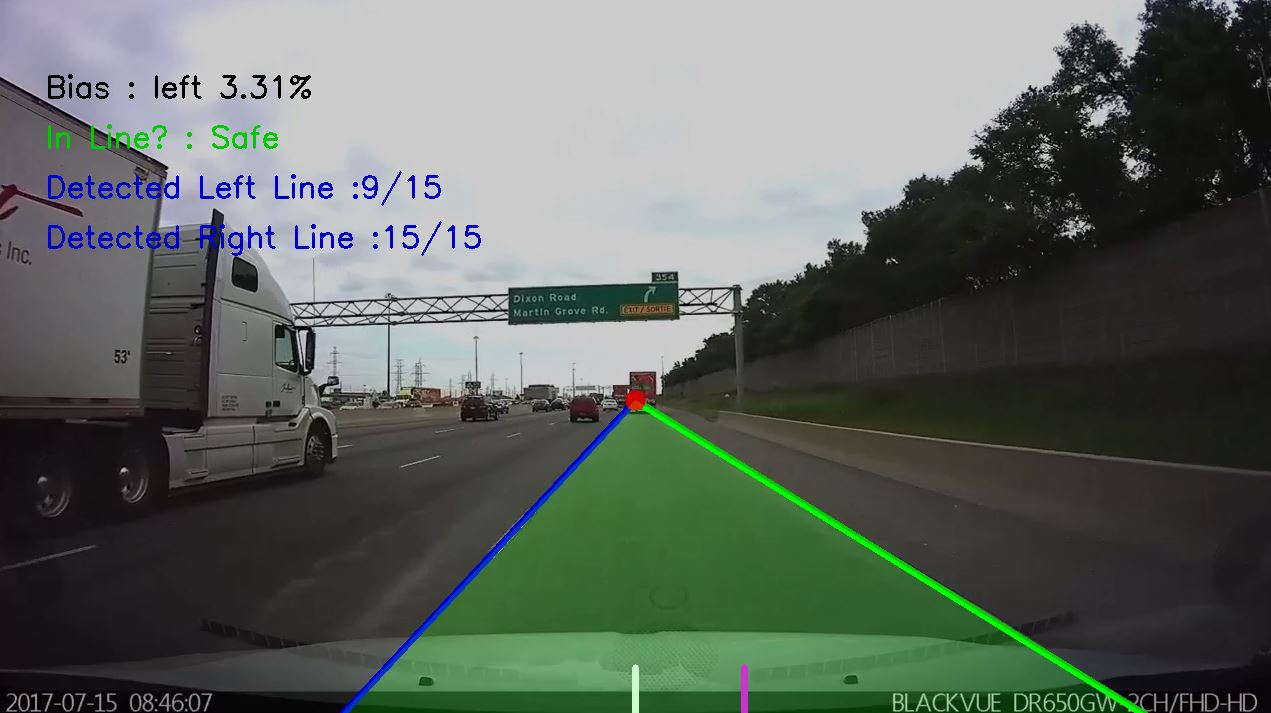 Bias : left 3.31%
In Line? : Safe
Detected Left Line :9/15
Detected Right Line :15/15
s Inc.
53'
354
Dixon Road
Martin Grove Rd.
EXIT / SORTIE
2017-07-15 08:46:07
BLACKVUE DR650GW-2CH/FHD-HD